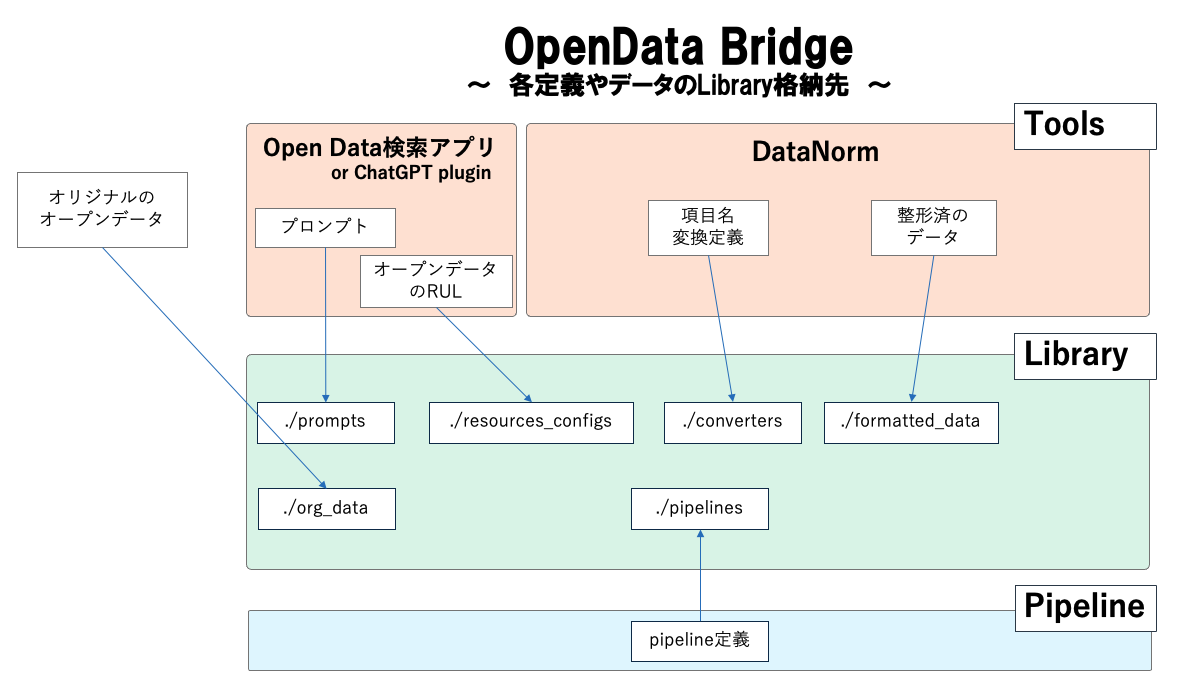 OpenData Bridge
～ 各定義やデータのLibrary格納先 ～
Tools
Open Data検索アプリ
or ChatGPT plugin
DataNorm
オリジナルの
オープンデータ
プロンプト
オープンデータ
のRUL
項目名
変換定義
整形済の
データ
Library
./prompts
./resources_configs
./converters
./formatted_data
./org_data
./pipelines
Pipeline
pipeline定義